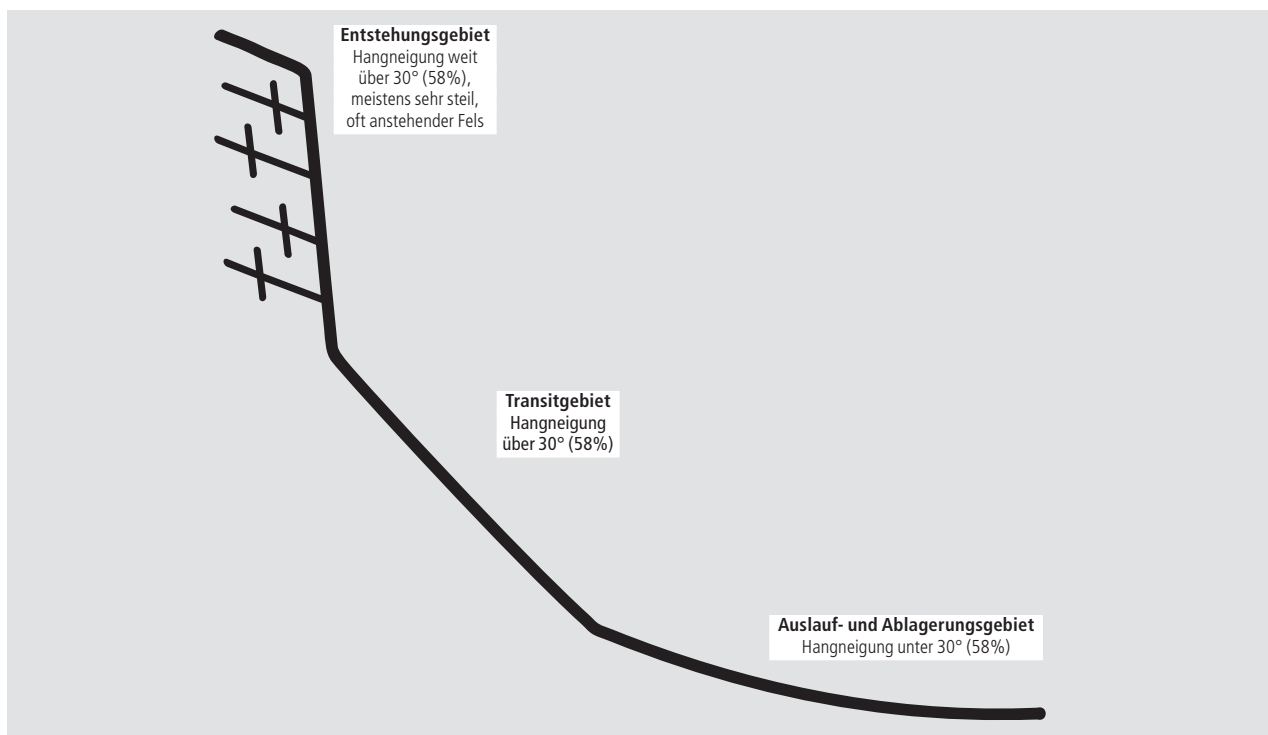 Entstehungsgebiet
Hangneigung weit
über 30° (58%),
meistens sehr steil,
oft anstehender Fels
Transitgebiet
Hangneigung
über 30° (58%)
Auslauf- und Ablagerungsgebiet
Hangneigung unter 30° (58%)